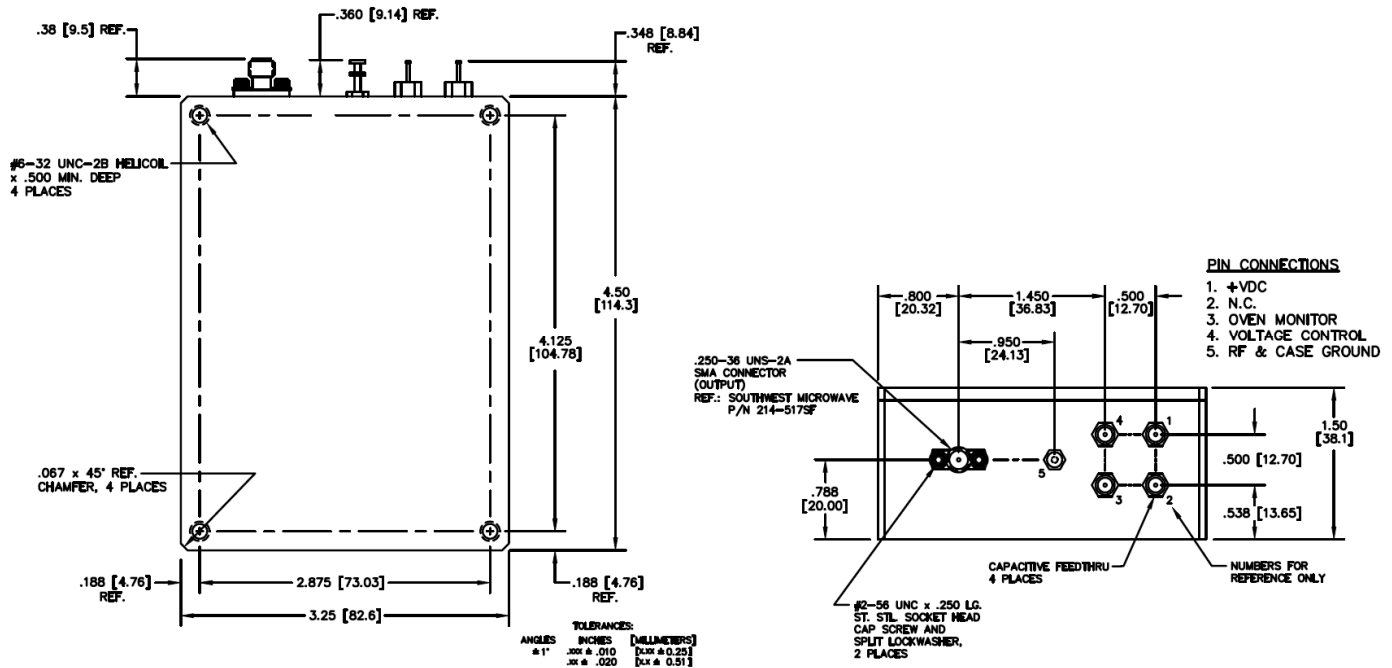 .38 [9.5] REF.
.360 [9.14] REF.
.348 [8.84]
REF.
#6-32 UNC-2B HELICOIL
x .500 MIN. DEEP
4 PLACES
4.50
[114.3]
4.125
[104.78]
.067 x 45° REF.
CHAMFER, 4 PLACES
.188 [4.76]
REF.
2.875 [73.03]
.188 [4.76]
REF.
3.25 [82.6]
TOLERANCES:
ANGLES INCHES [MILLIMETERS]
±1° .XXX ± .010 [X.XX ± 0.25]
.XX ± .020 [X.X ± 0.51]
PIN CONNECTIONS
1. +VDC
2. N.C.
3. OVEN MONITOR
4. VOLTAGE CONTROL
5. RF & CASE GROUND
.800
[20.32]
1.450
[36.83]
.500
[12.70]
.950
[24.13]
.250-36 UNS-2A
SMA CONNECTOR
(OUTPUT)
REF.: SOUTHWEST MICROWAVE
P/N 214-517SF
4
1
5
3
2
1.50
[38.1]
.500 [12.70]
.788
[20.00]
.538 [13.65]
CAPACITIVE FEEDTHRU
4 PLACES
NUMBERS FOR
REFERENCE ONLY
#2-56 UNC x .250 LG.
ST. STL. SOCKET HEAD
CAP SCREW AND
SPLIT LOCKWASHER,
2 PLACES